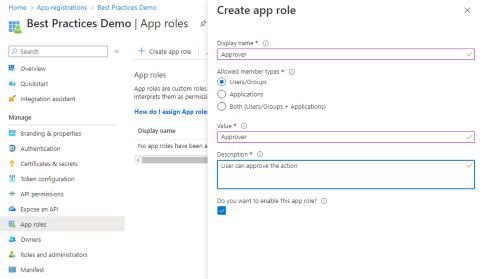 Home > App registrations > Best Practices Demo
Best Practices Demo | App roles
Search
«
Overview
Quickstart
Integration assistant
Manage
Branding & properties
Authentication
Certificates & secrets
Token configuration
API permissions
Expose an API
App roles
Owners
Roles and administrators
Manifest
+ Create app role
App roles
App roles are custom roles
interprets them as permiss
How do I assign App role
Display name
No app roles have been a
Create app role
Display name *
Approver
Allowed member types *
Users/Groups
Applications
Both (Users/Groups + Applications)
Value *
Approver
Description *
User can approve the action
Do you want to enable this app role?